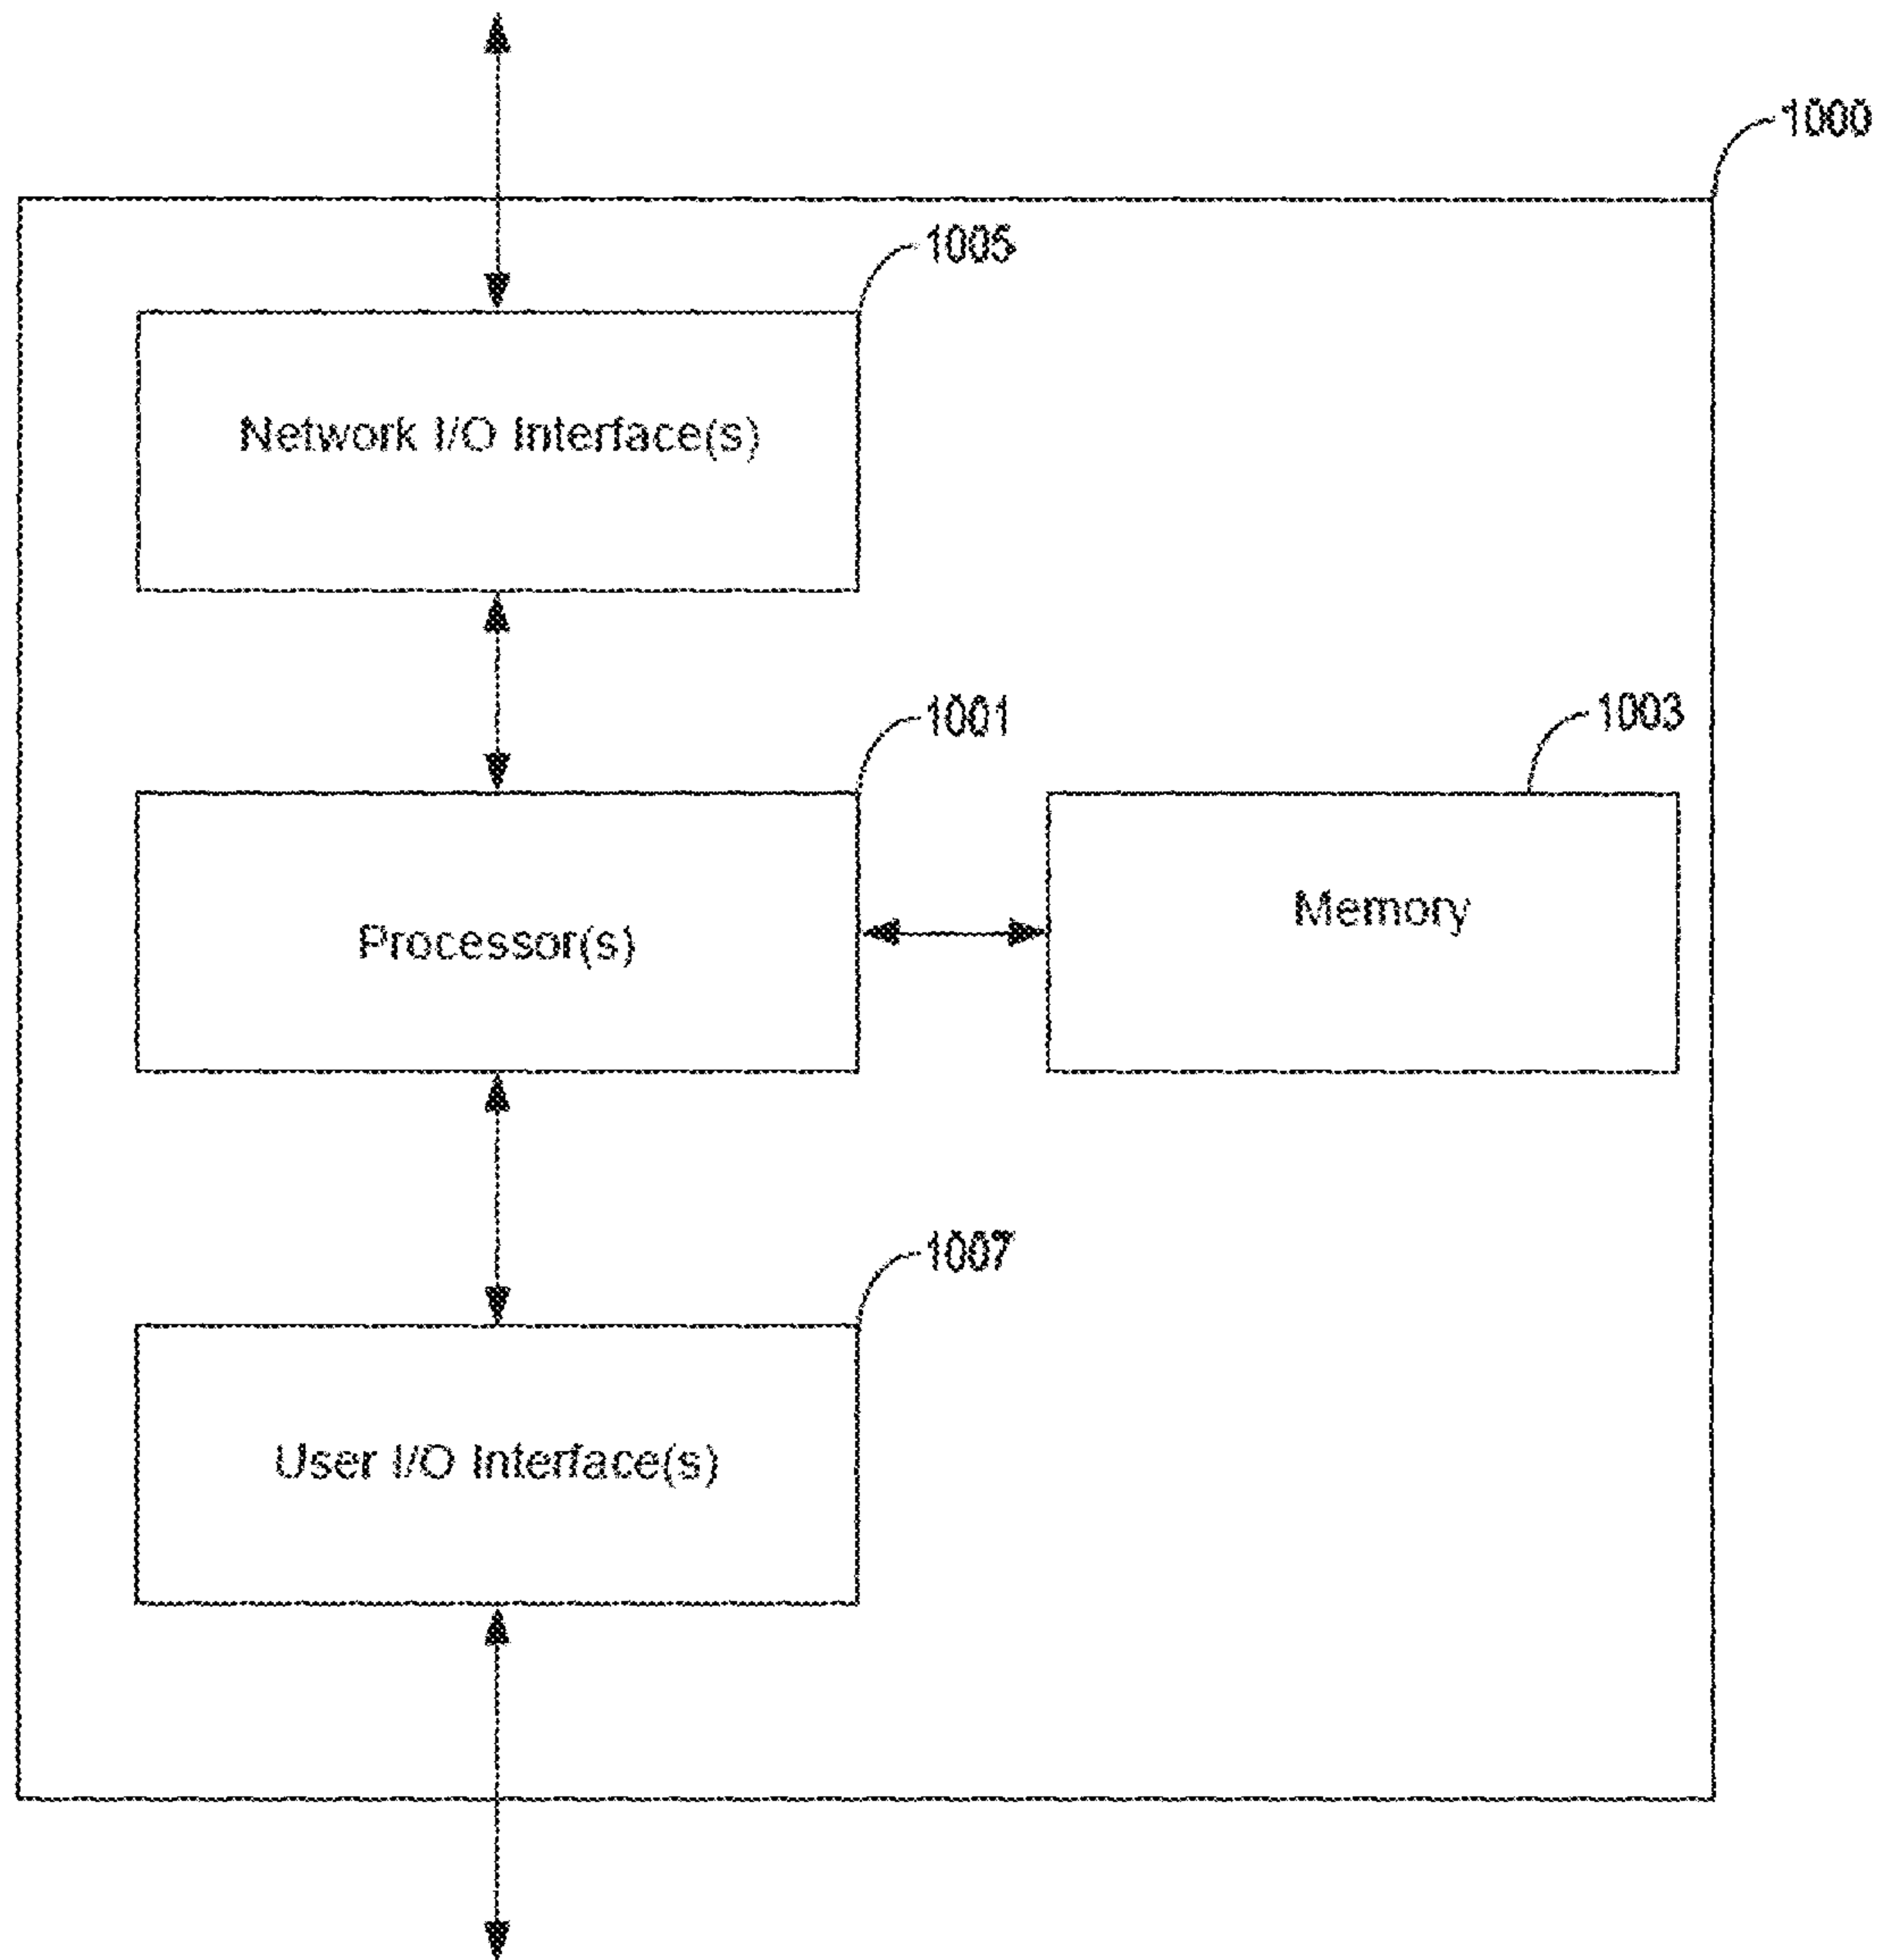 1000
1005
Network I/O Interface(s)
1001
1003
Processor(s)
Memory
1007
User I/O Interface(s)